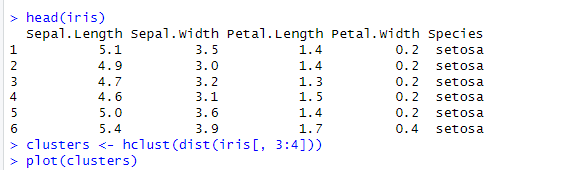 > head(iris)
  Sepal.Length Sepal.Width Petal.Length Petal.Width Species
1          5.1         3.5          1.4         0.2  setosa
2          4.9         3.0          1.4         0.2  setosa
3          4.7         3.2          1.3         0.2  setosa
4          4.6         3.1          1.5         0.2  setosa
5          5.0         3.6          1.4         0.2  setosa
6          5.4         3.9          1.7         0.4  setosa
> clusters <- hclust(dist(iris[, 3:4]))
> plot(clusters)